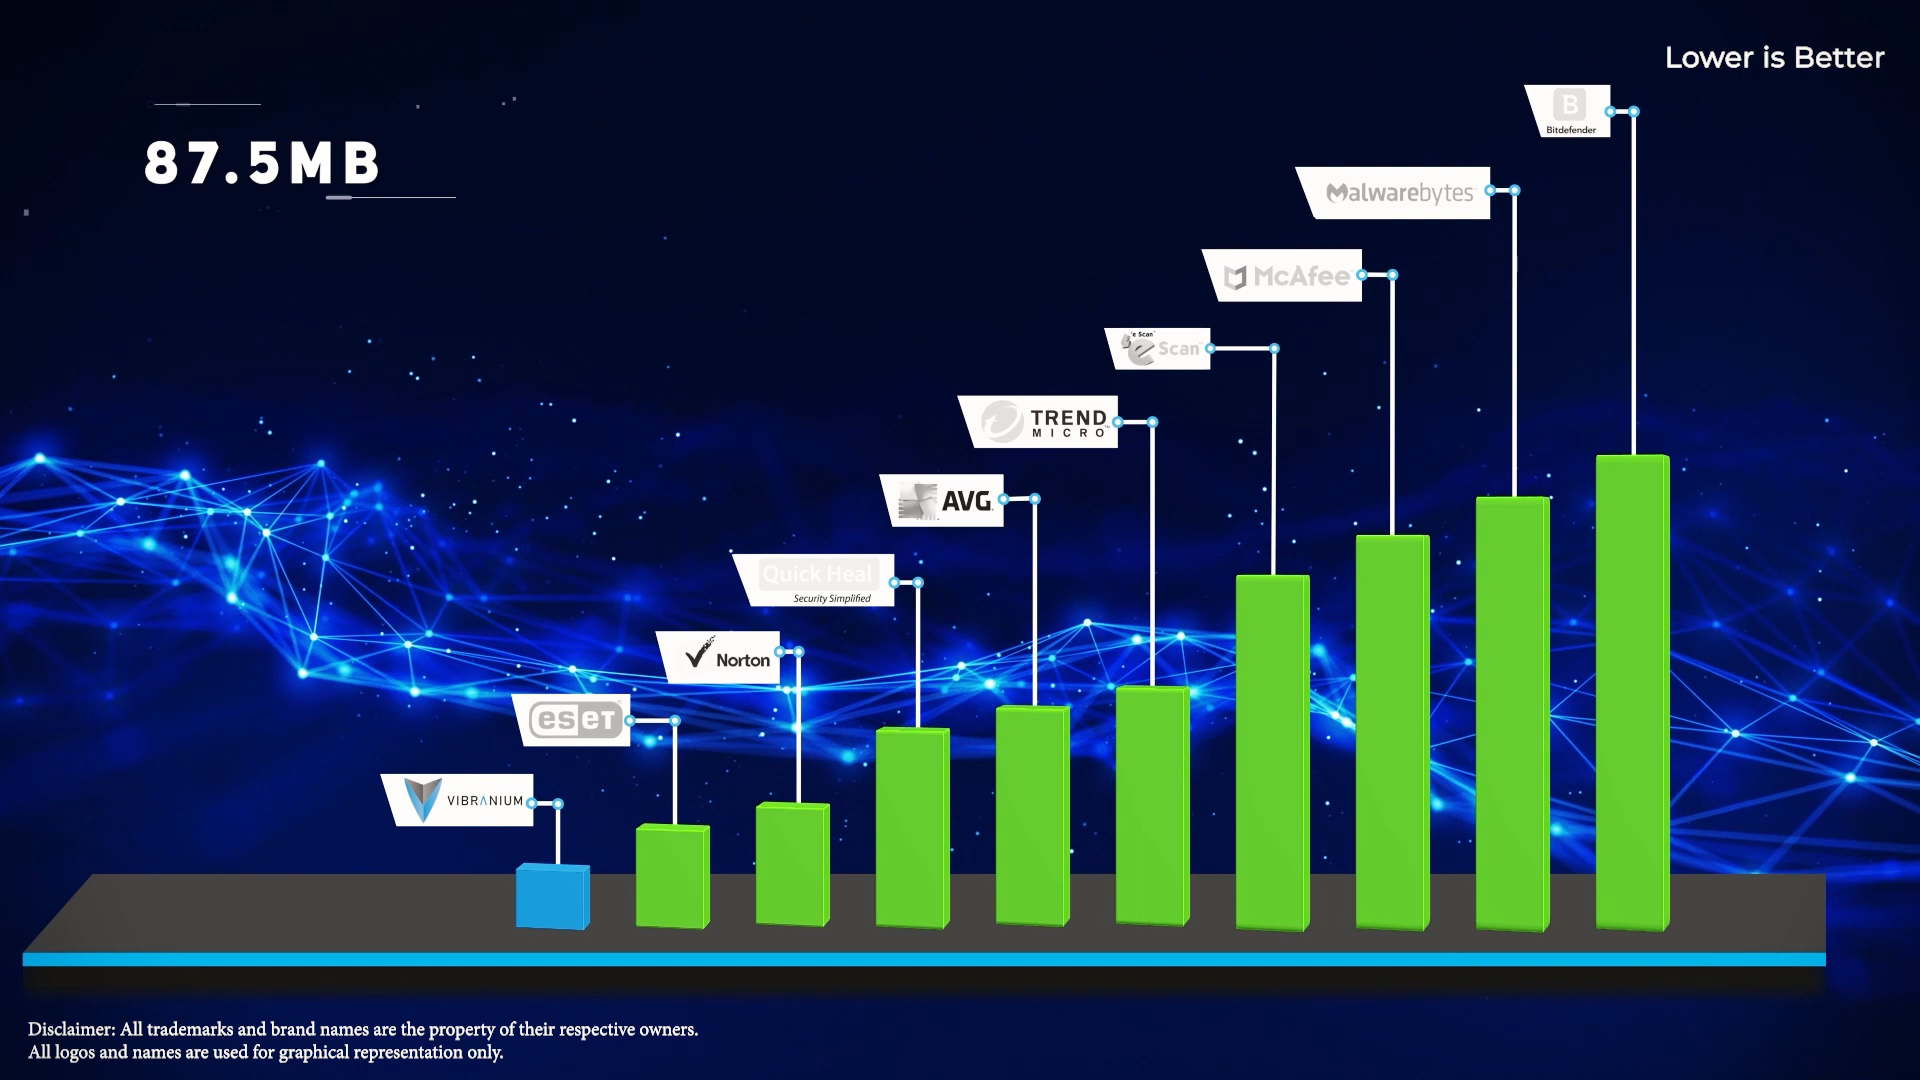 Lower is Better
87.5MB
B
Bitdefender
Malwarebytes
McAfee
e Scan
e Scan
TREND
MICRO
AVG
Quick Heal
Security Simplified
Norton
eseT
VIBRANIUM
Disclaimer: All trademarks and brand names are the property of their respective owners.
All logos and names are used for graphical representation only.